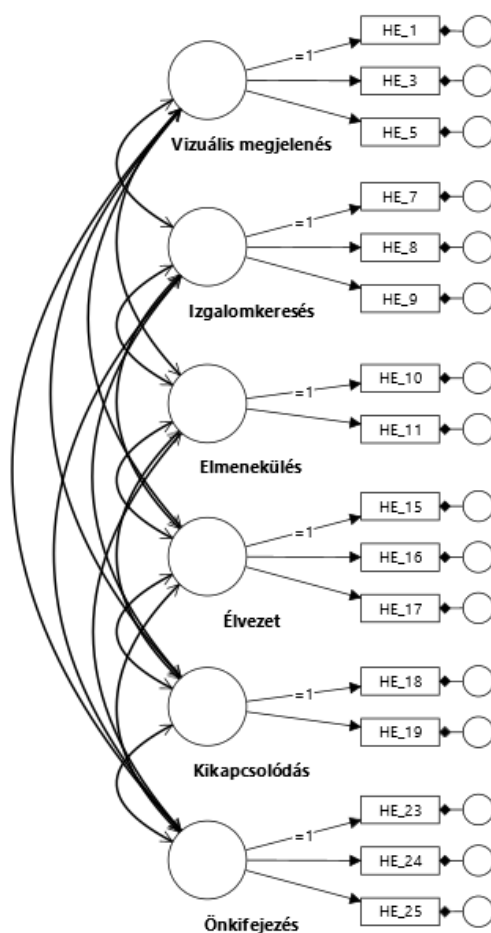 HE_1
=1
HE_3
HE_5
Vizuális megjelenés
HE_7
=1
HE_8
HE_9
Izgalomkeresés
HE_10
=1
HE_11
Elmenekülés
HE_15
=1
HE_16
HE_17
Élvezet
HE_18
=1
HE_19
Kikapcsolódás
HE_23
=1
HE_24
HE_25
Önkifejezés